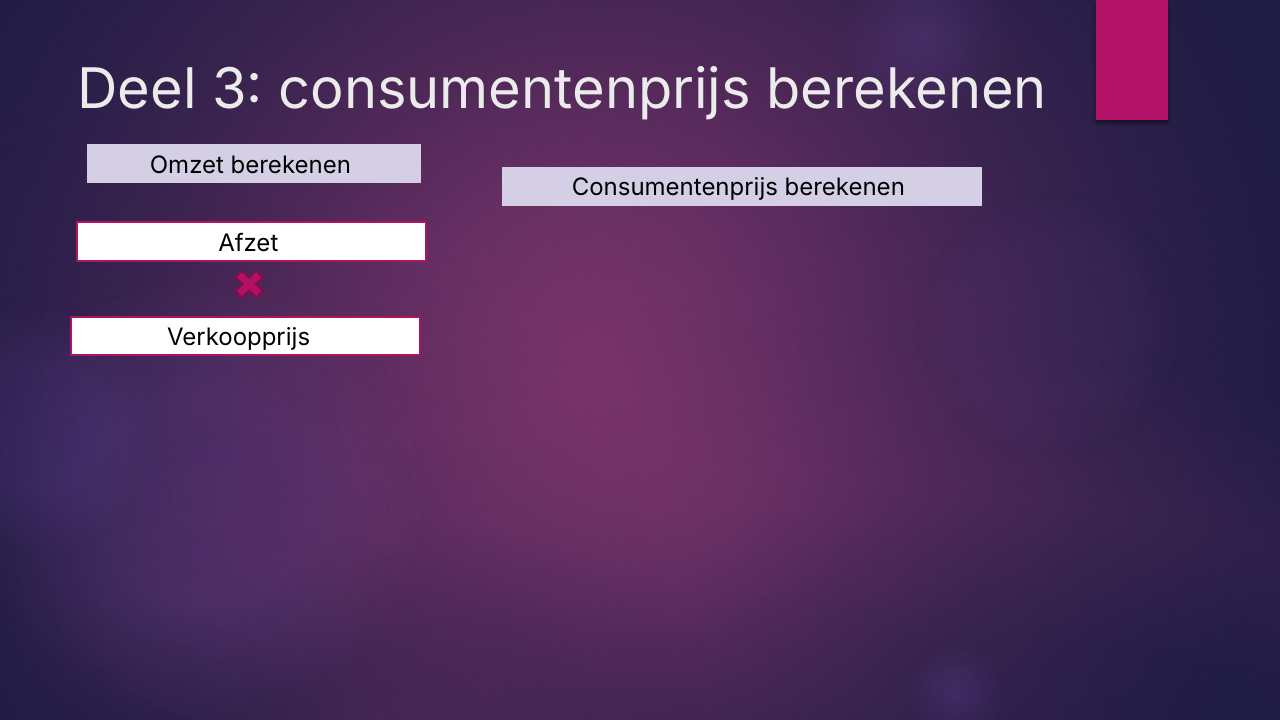 Deel 3: consumentenprijs berekenen
Omzet berekenen
Consumentenprijs berekenen
Afzet
✖
Verkoopprijs